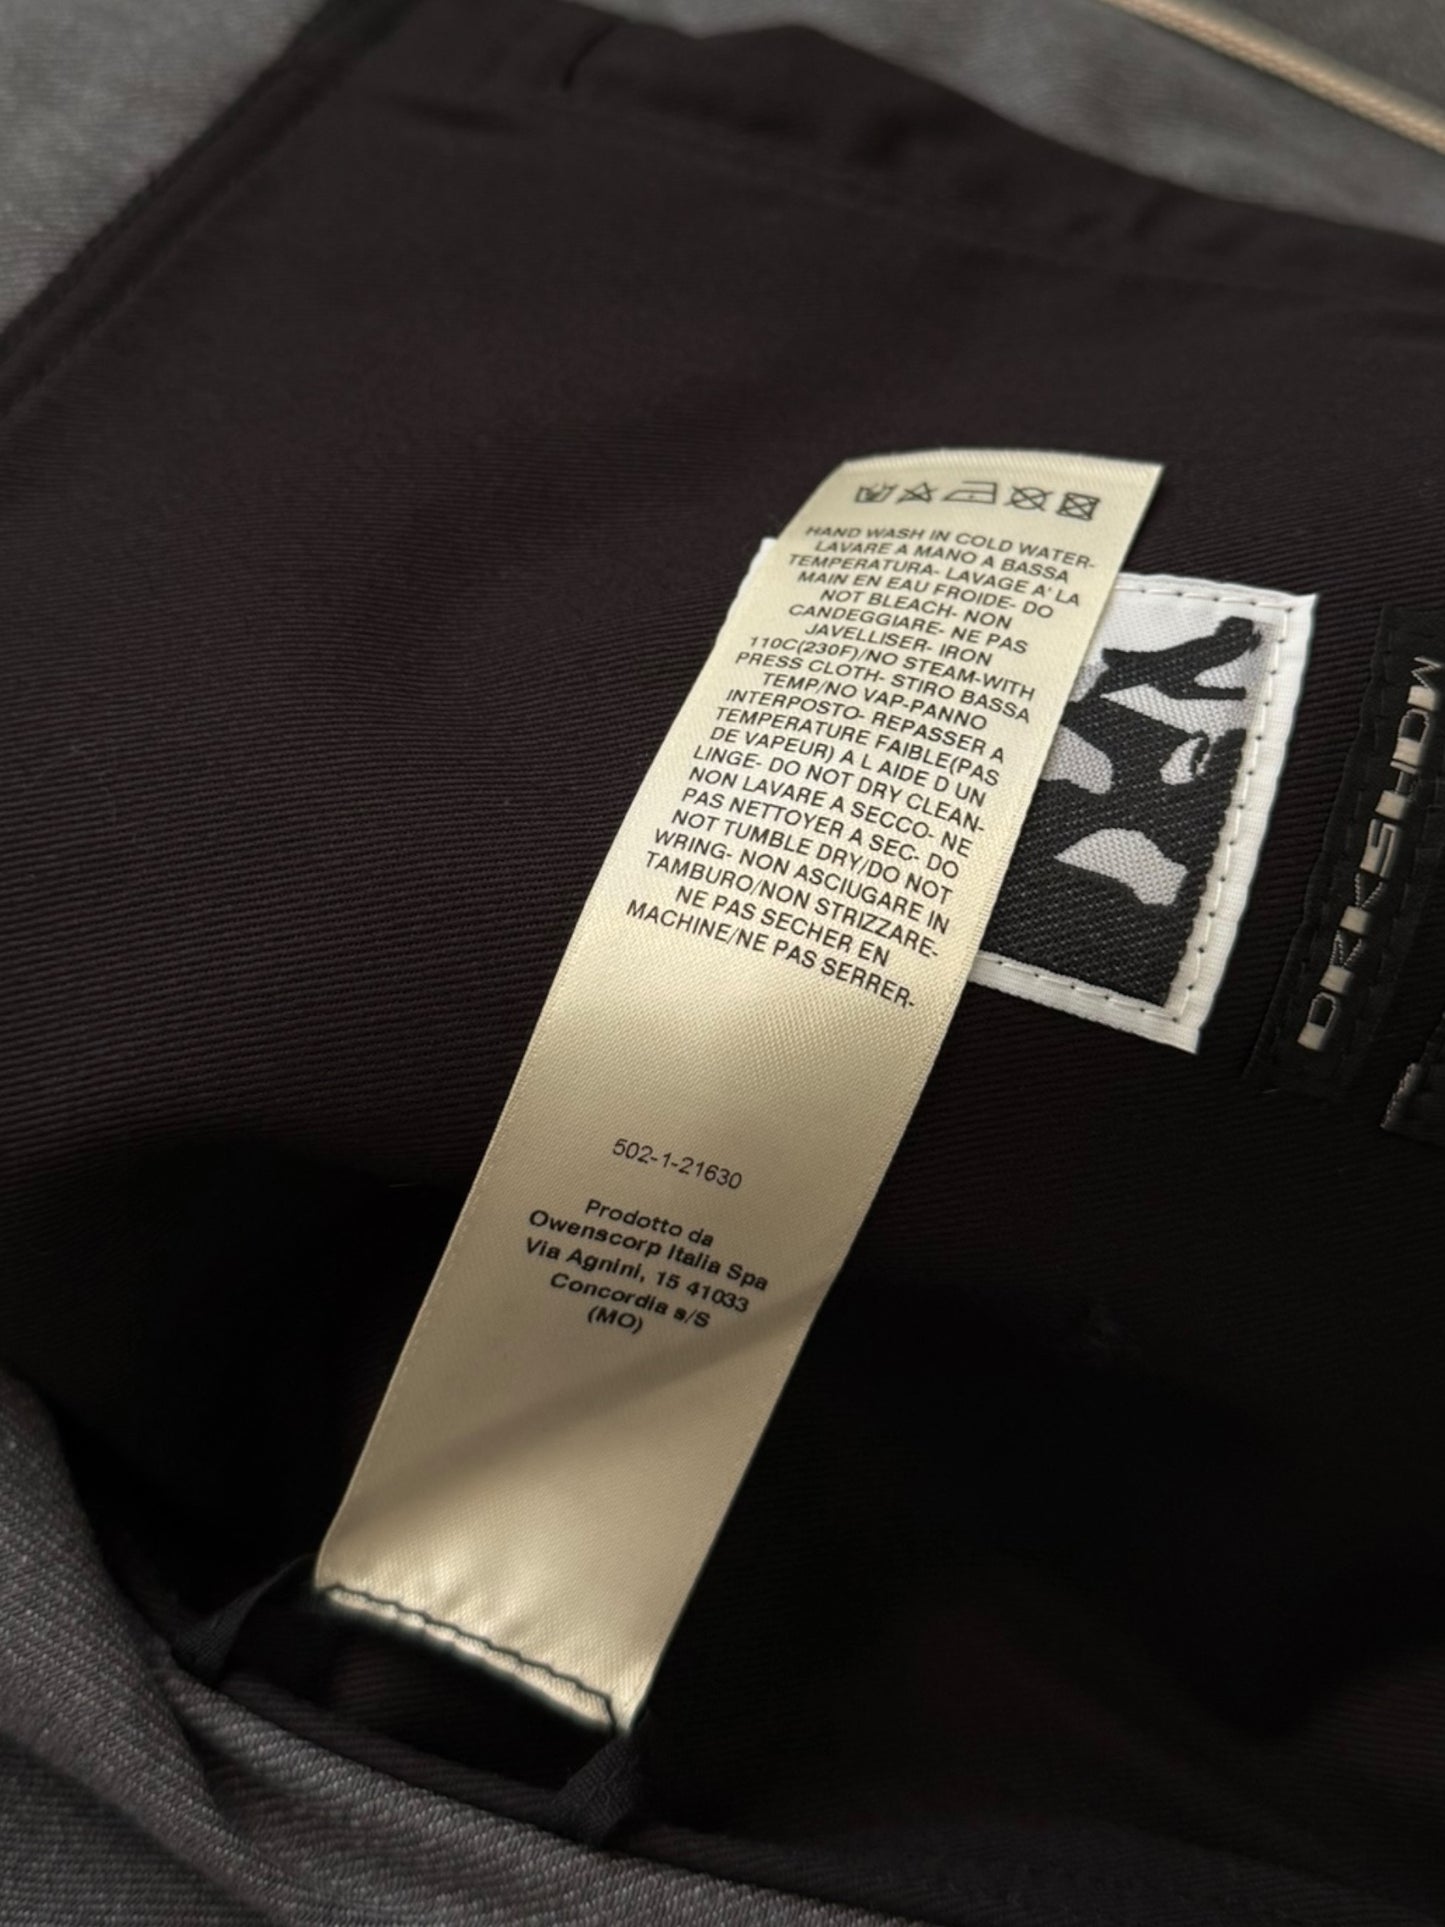 HAND WASH IN COLD WATER-
LAVARE A MANO A BASSA
TEMPERATURA- LAVAGE A' LA
MAIN EN EAU FROIDE- DO
NOT BLEACH- NON
CANDEGGIARE- NE PAS
JAVELLISER- IRON
110C(230F)/NO STEAM-WITH
PRESS CLOTH- STIRO BASSA
TEMP/NO VAP-PANNO
INTERPOSTO- REPASSER A
TEMPERATURE FAIBLE(PAS
DE VAPEUR) A L AIDE D UN
LINGE- DO NOT DRY CLEAN-
NON LAVARE A SECCO- NE
PAS NETTOYER A SEC- DO
NOT TUMBLE DRY/DO NOT
WRING- NON ASCIUGARE IN
TAMBURO/NON STRIZZARE-
NE PAS SECHER EN
MACHINE/NE PAS SERRER-
502-1-21630
Prodotto da
Owenscorp Italia Spa
Via Agnini, 15 41033
Concordia s/S
(MO)
DRKSHDW